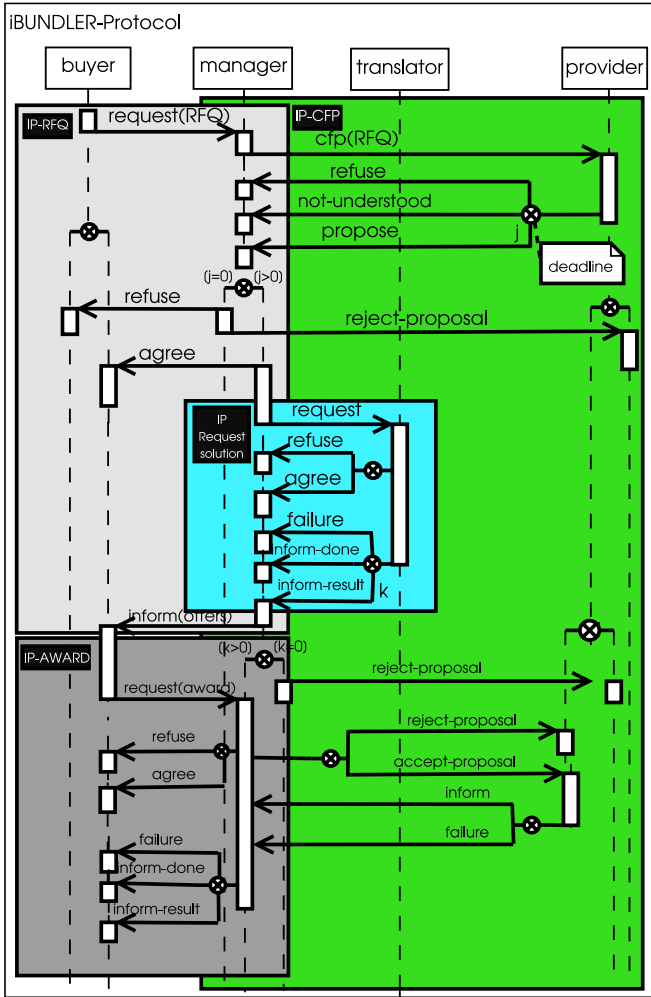 iBUNDLER-Protocol
buyer
manager
translator
provider
IP-RFQ
request(RFQ)
IP-CFP
cfp(RFQ)
refuse
not-understood
propose
j
deadline
(j=0)
(j>0)
refuse
reject-proposal
agree
IP
Request
solution
request
refuse
agree
failure
inform-done
inform-result
k
inform(offers)
IP-AWARD
(k>0)
(k=0)
reject-proposal
request(award)
reject-proposal
refuse
accept-proposal
agree
inform
failure
failure
inform-done
inform-result